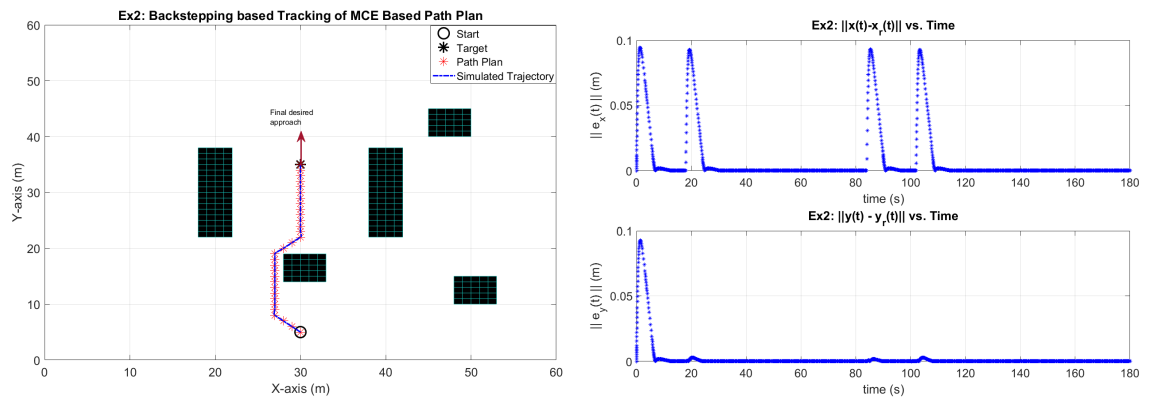 Ex2: Backstepping based Tracking of MCE Based Path Plan
60
50
40
30
20
10
0
0 10 20 30 40 50 60
X-axis (m)
Y-axis (m)
Start
Target
Path Plan
Simulated Trajectory
Final desired
approach
Ex2: ||x(t)-x_r(t)|| vs. Time
0.1
0.05
0
0 20 40 60 80 100 120 140 160 180
time (s)
|| e_x(t) || (m)
Ex2: ||y(t) - y_r(t)|| vs. Time
0.1
0.05
0
0 20 40 60 80 100 120 140 160 180
time (s)
|| e_y(t) || (m)